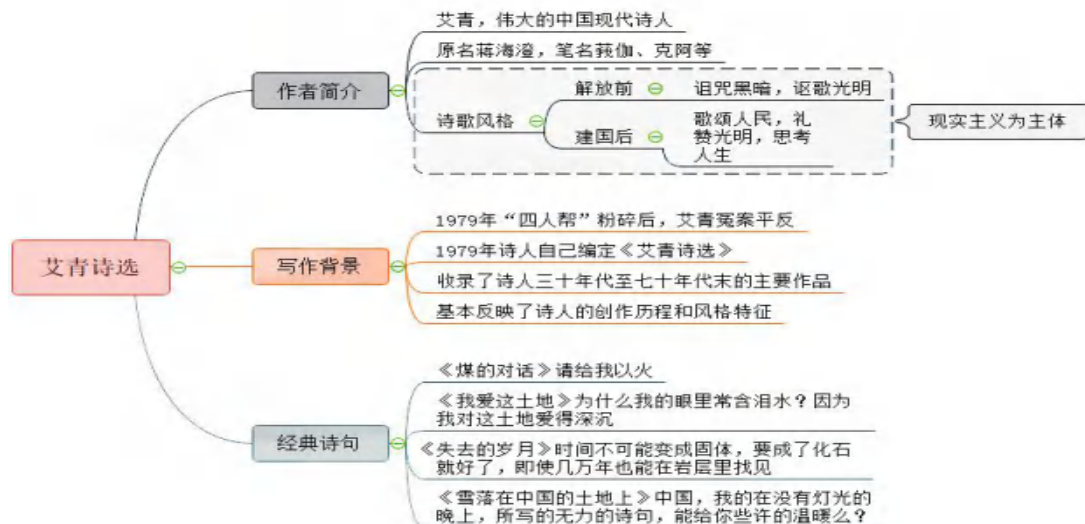 艾青诗选
作者简介
艾青，伟大的中国现代诗人
原名蒋海澄，笔名莪伽、克阿等
诗歌风格
解放前
诅咒黑暗，讴歌光明
建国后
歌颂人民，礼
赞光明，思考
人生
现实主义为主体
写作背景
1979年“四人帮”粉碎后，艾青冤案平反
1979年诗人自己编定《艾青诗选》
收录了诗人三十年代至七十年代末的主要作品
基本反映了诗人的创作历程和风格特征
经典诗句
《煤的对话》请给我以火
《我爱这土地》为什么我的眼里常含泪水？因为
我对这土地爱得深沉
《失去的岁月》时间不可能变成固体，要成了化石
就好了，即使几万年也能在岩层里找见
《雪落在中国的土地上》中国，我的在没有灯光的
晚上，所写的无力的诗句，能给你些许的温暖么？